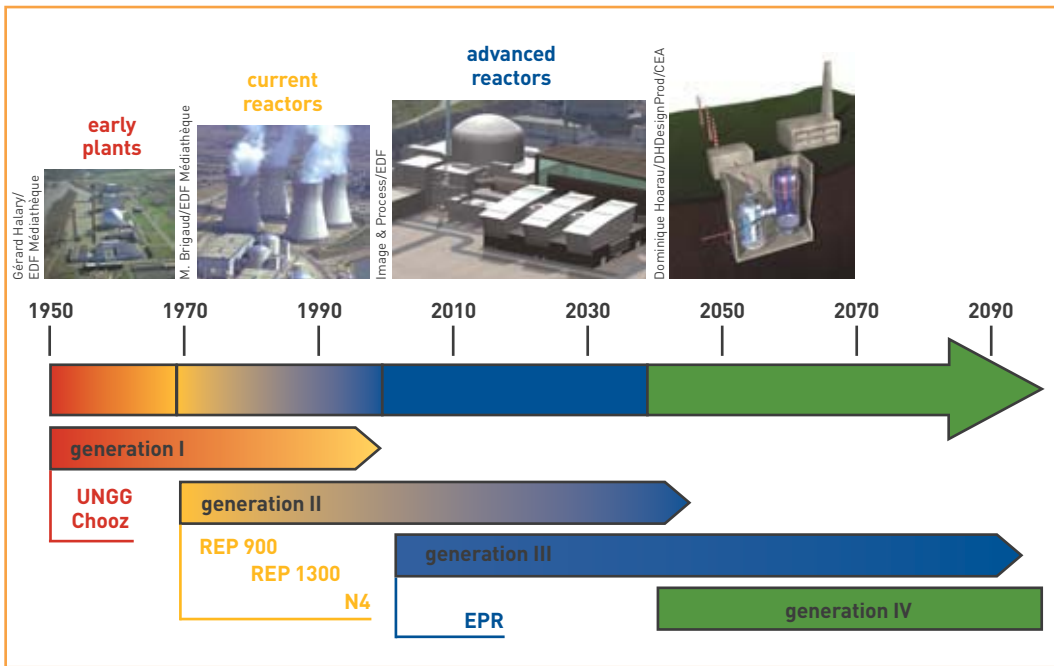 early
plants
current
reactors
advanced
reactors
Gérard Halary/
EDF Médiathèque
M. Brigaud/EDF Médiathèque
Image & Process/EDF
Dominique Hoarau/DHDesignProd/CEA
1950 1970 1990 2010 2030 2050 2070 2090
generation I
UNGG
Chooz
generation II
REP 900
REP 1300
N4
generation III
EPR
generation IV